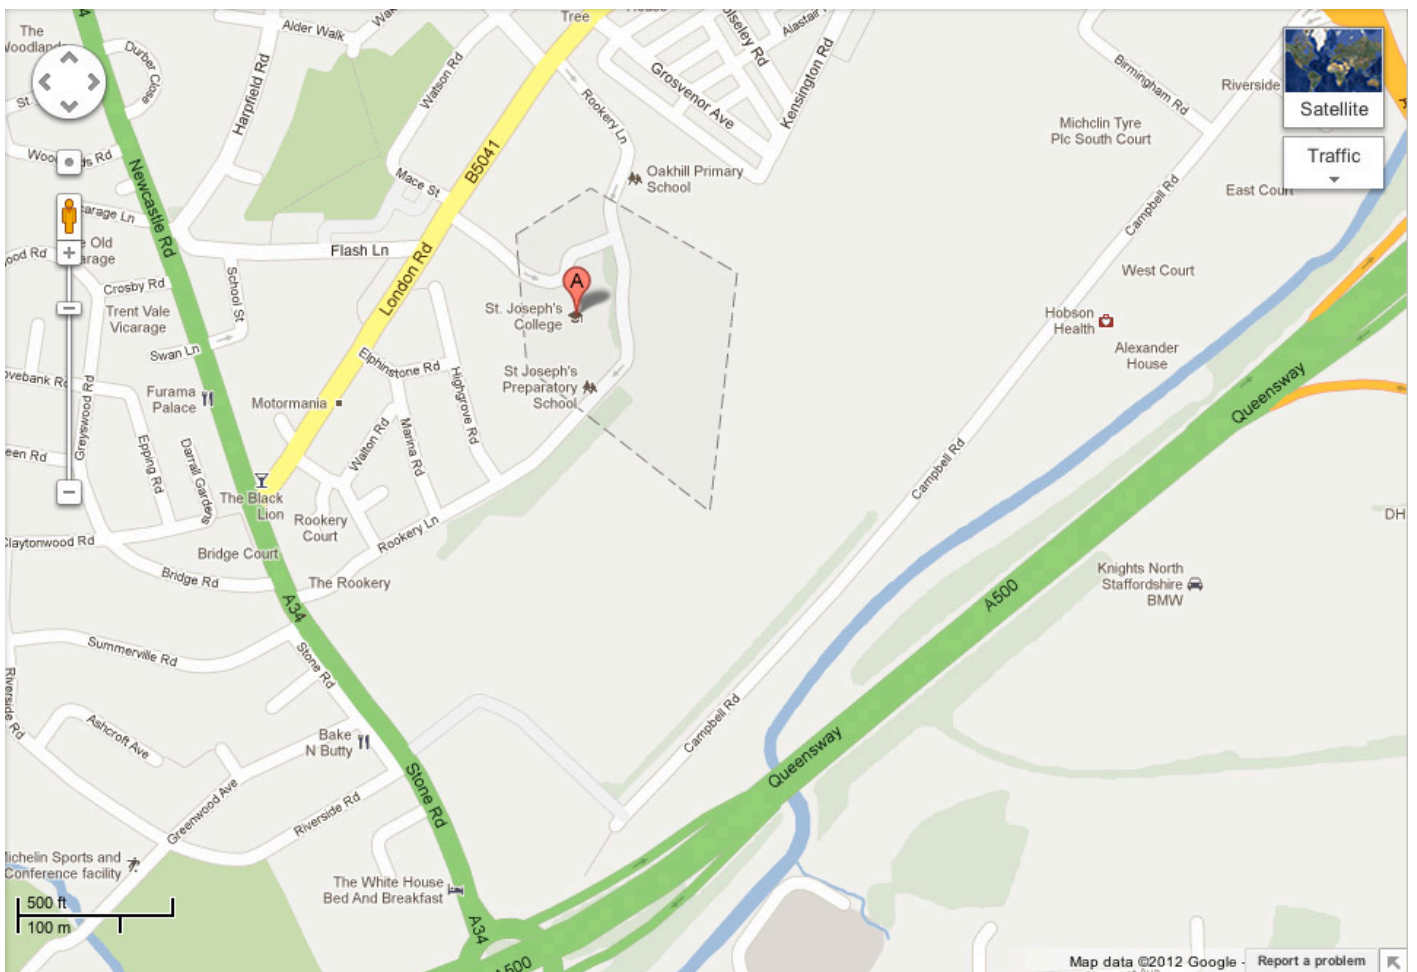 The
Tree
Alder Walk
Alastair
Durber Close
Harpfield Rd
Watson Rd
Rookery Ln
Grosvenor Ave
Kensington Rd
Birmingham Rd
Riverside
Satellite
Michclin Tyre
Plc South Court
Traffic
Newcastle Rd
B5041
Mace St
Oakhill Primary
School
East Court
Campbell Rd
Flash Ln
London Rd
West Court
Crosby Rd
School St
A
Trent Vale
Vicarage
St. Joseph's
College
Hobson
Health
Alexander
House
Swan Ln
Elphinstone Rd
St Joseph's
Preparatory
School
Highgrove Rd
Furama
Palace
Motormania
Queensway
Greyswood Rd
Epping Rd
Darrall Gardens
Walton Rd
Marina Rd
Campbell Rd
The Black
Lion
Rookery
Court
DH
Claytonwood Rd
Bridge Court
Rookery Ln
Bridge Rd
The Rookery
Knights North
Staffordshire
BMW
A34
A500
Summerville Rd
Stone Rd
Riverside Rd
Ashcroft Ave
Bake
N Butty
Campbell Rd
Queensway
Stone Rd
Greenwood Ave
Riverside Rd
Michelin Sports and
Conference facility
The White House
Bed And Breakfast
500 ft
100 m
A34
A500
Map data ©2012 Google -
Report a problem